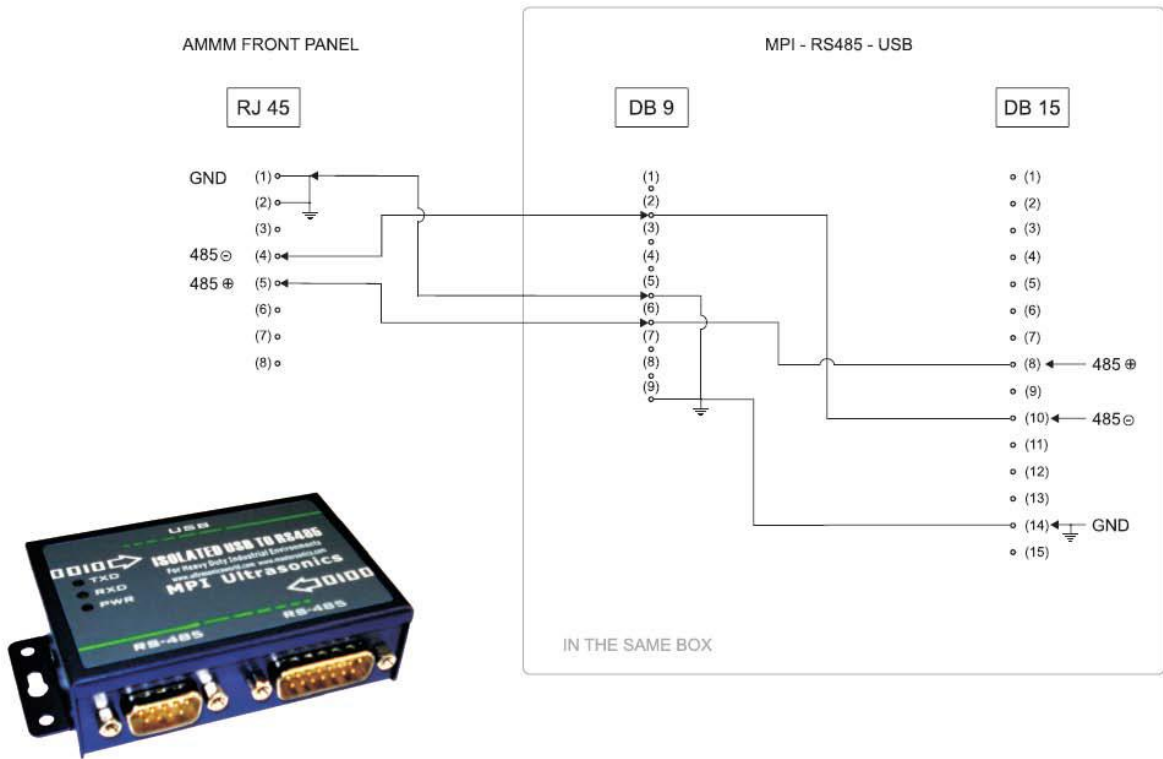 AMMM FRONT PANEL
MPI - RS485 - USB
RJ 45
DB 9
DB 15
GND (1)
(2)
(3)
485⊖ (4)
485⊕ (5)
(6)
(7)
(8)
(1)
(2)
(3)
(4)
(5)
(6)
(7)
(8)
(9)
(1)
(2)
(3)
(4)
(5)
(6)
(7)
(8) 485⊕
(9)
(10) 485⊖
(11)
(12)
(13)
(14) GND
(15)
IN THE SAME BOX
USB
ISOLATED USB TO RS485
For Heavy Duty Industrial Environments
MPI Ultrasonics
TXD
RXD
PWR
RS-485
RS-485